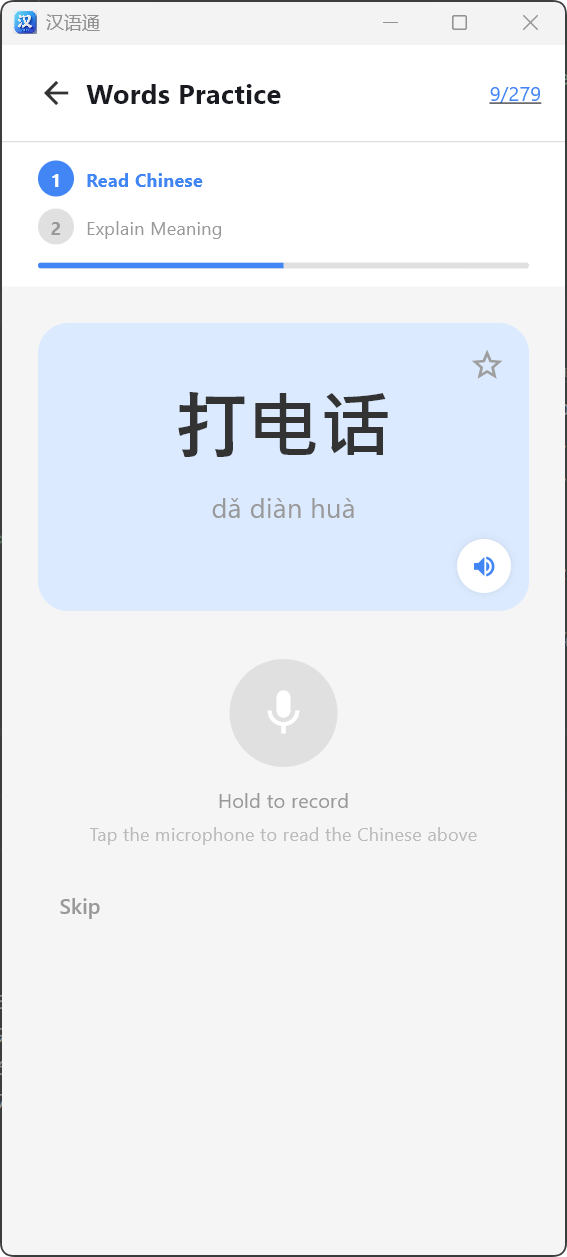 汉 汉语通
Words Practice 9/279
1 Read Chinese
2 Explain Meaning
打电话
dǎ diàn huà
Hold to record
Tap the microphone to read the Chinese above
Skip